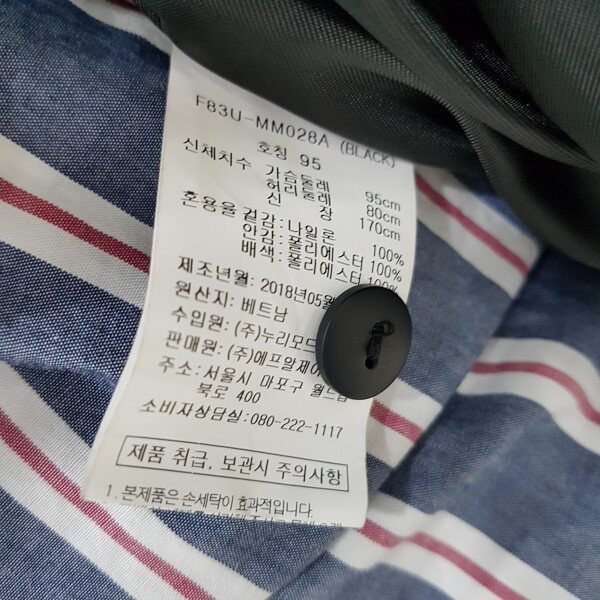 F83U-MM028A (BLACK)
호칭 95
신체치수 가슴둘레 95cm
허리둘레 80cm
신 장 170cm
혼용율 겉감: 나일론 100%
안감: 폴리에스터 100%
배색: 폴리에스터 100%
제조년월: 2018년05
원산지: 베트남
수입원: (주)누리모드
판매원: (주)에프알제이
주소: 서울시 마포구 월드컵
북로 400
소비자상담실: 080-222-1117
제품 취급, 보관시 주의사항
1. 본제품은 손세탁이 효과적입니다.